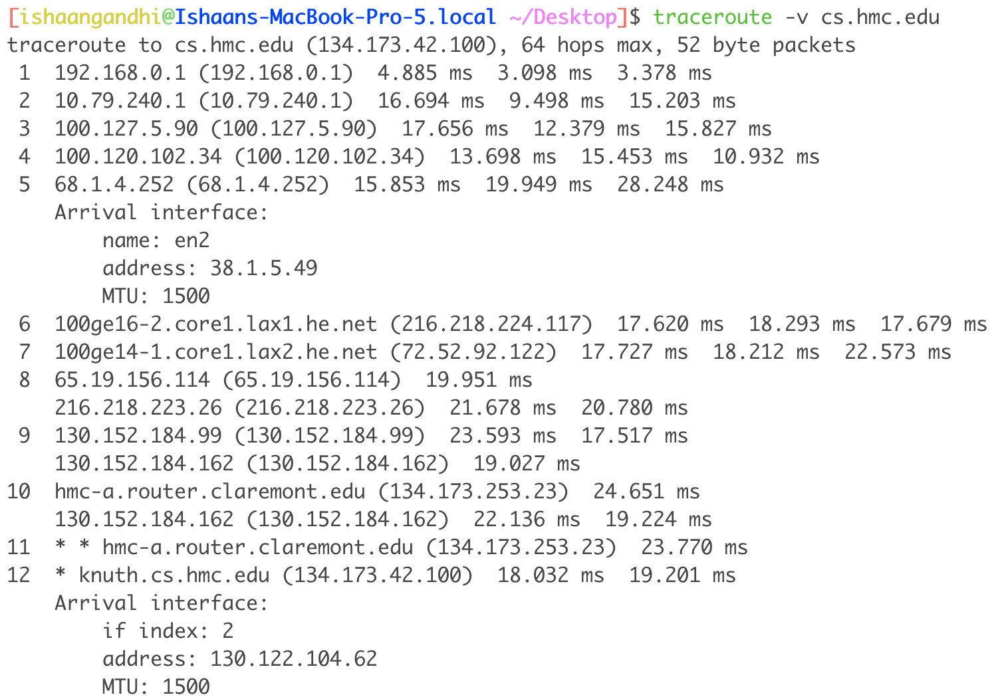 [ishaangandhi@Ishaans-MacBook-Pro-5.local ~/Desktop]$ traceroute -v cs.hmc.edu
traceroute to cs.hmc.edu (134.173.42.100), 64 hops max, 52 byte packets
 1  192.168.0.1 (192.168.0.1)  4.885 ms  3.098 ms  3.378 ms
 2  10.79.240.1 (10.79.240.1)  16.694 ms  9.498 ms  15.203 ms
 3  100.127.5.90 (100.127.5.90)  17.656 ms  12.379 ms  15.827 ms
 4  100.120.102.34 (100.120.102.34)  13.698 ms  15.453 ms  10.932 ms
 5  68.1.4.252 (68.1.4.252)  15.853 ms  19.949 ms  28.248 ms
    Arrival interface:
        name: en2
        address: 38.1.5.49
        MTU: 1500
 6  100ge16-2.core1.lax1.he.net (216.218.224.117)  17.620 ms  18.293 ms  17.679 ms
 7  100ge14-1.core1.lax2.he.net (72.52.92.122)  17.727 ms  18.212 ms  22.573 ms
 8  65.19.156.114 (65.19.156.114)  19.951 ms
    216.218.223.26 (216.218.223.26)  21.678 ms  20.780 ms
 9  130.152.184.99 (130.152.184.99)  23.593 ms  17.517 ms
    130.152.184.162 (130.152.184.162)  19.027 ms
10  hmc-a.router.claremont.edu (134.173.253.23)  24.651 ms
    130.152.184.162 (130.152.184.162)  22.136 ms  19.224 ms
11  * * hmc-a.router.claremont.edu (134.173.253.23)  23.770 ms
12  * knuth.cs.hmc.edu (134.173.42.100)  18.032 ms  19.201 ms
    Arrival interface:
        if index: 2
        address: 130.122.104.62
        MTU: 1500